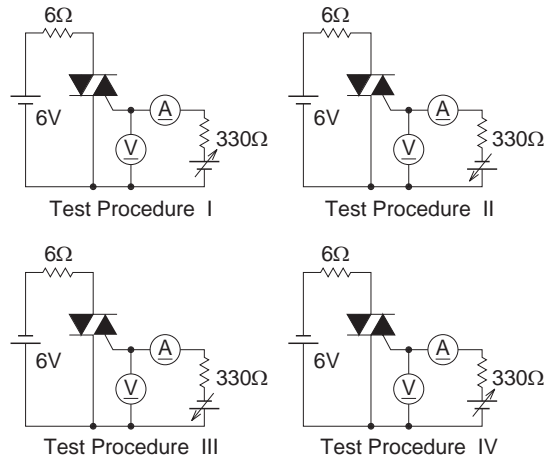 6Ω
6V
A
V
330Ω
Test Procedure I
6Ω
6V
A
V
330Ω
Test Procedure II
6Ω
6V
A
V
330Ω
Test Procedure III
6Ω
6V
A
V
330Ω
Test Procedure IV